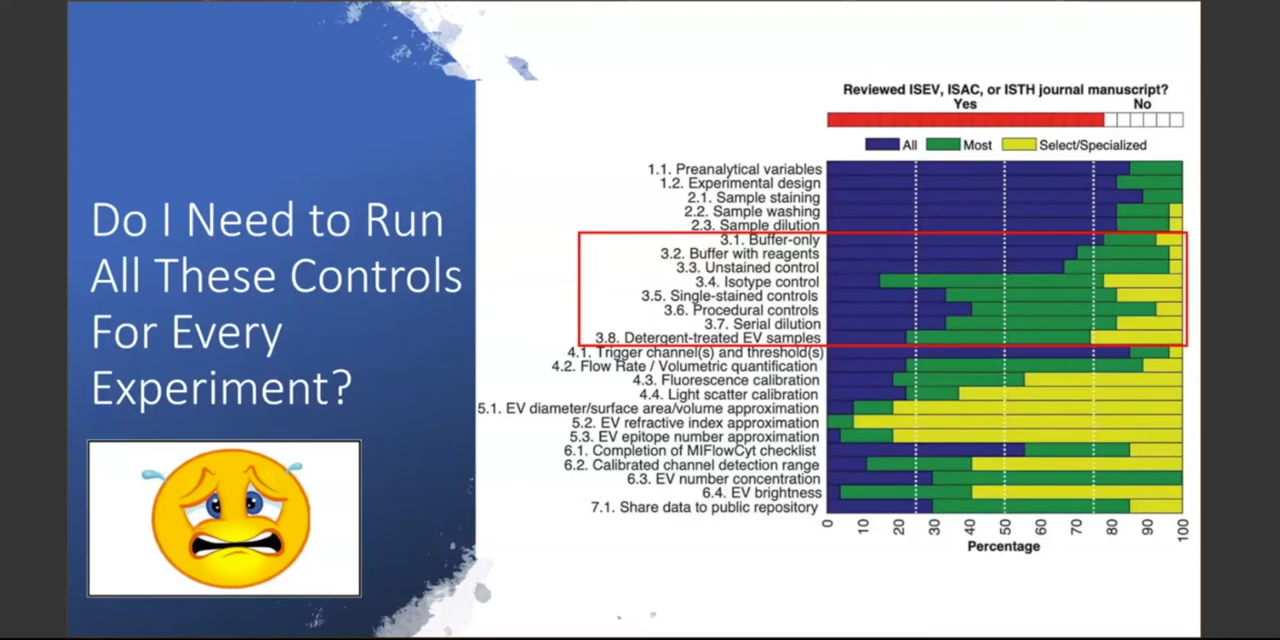 Do I Need to Run
All These Controls
For Every
Experiment?
Reviewed ISEV, ISAC, or ISTH journal manuscript?
Yes No
All Most Select/Specialized
1.1. Preanalytical variables
1.2. Experimental design
2.1. Sample staining
2.2. Sample washing
2.3. Sample dilution
3.1. Buffer-only
3.2. Buffer with reagents
3.3. Unstained control
3.4. Isotype control
3.5. Single-stained controls
3.6. Procedural controls
3.7. Serial dilution
3.8. Detergent-treated EV samples
4.1. Trigger channel(s) and threshold(s)
4.2. Flow Rate / Volumetric quantification
4.3. Fluorescence calibration
4.4. Light scatter calibration
5.1. EV diameter/surface area/volume approximation
5.2. EV refractive index approximation
5.3. EV epitope number approximation
6.1. Completion of MIFlowCyt checklist
6.2. Calibrated channel detection range
6.3. EV number concentration
6.4. EV brightness
7.1. Share data to public repository
0 10 20 30 40 50 60 70 80 90 100
Percentage